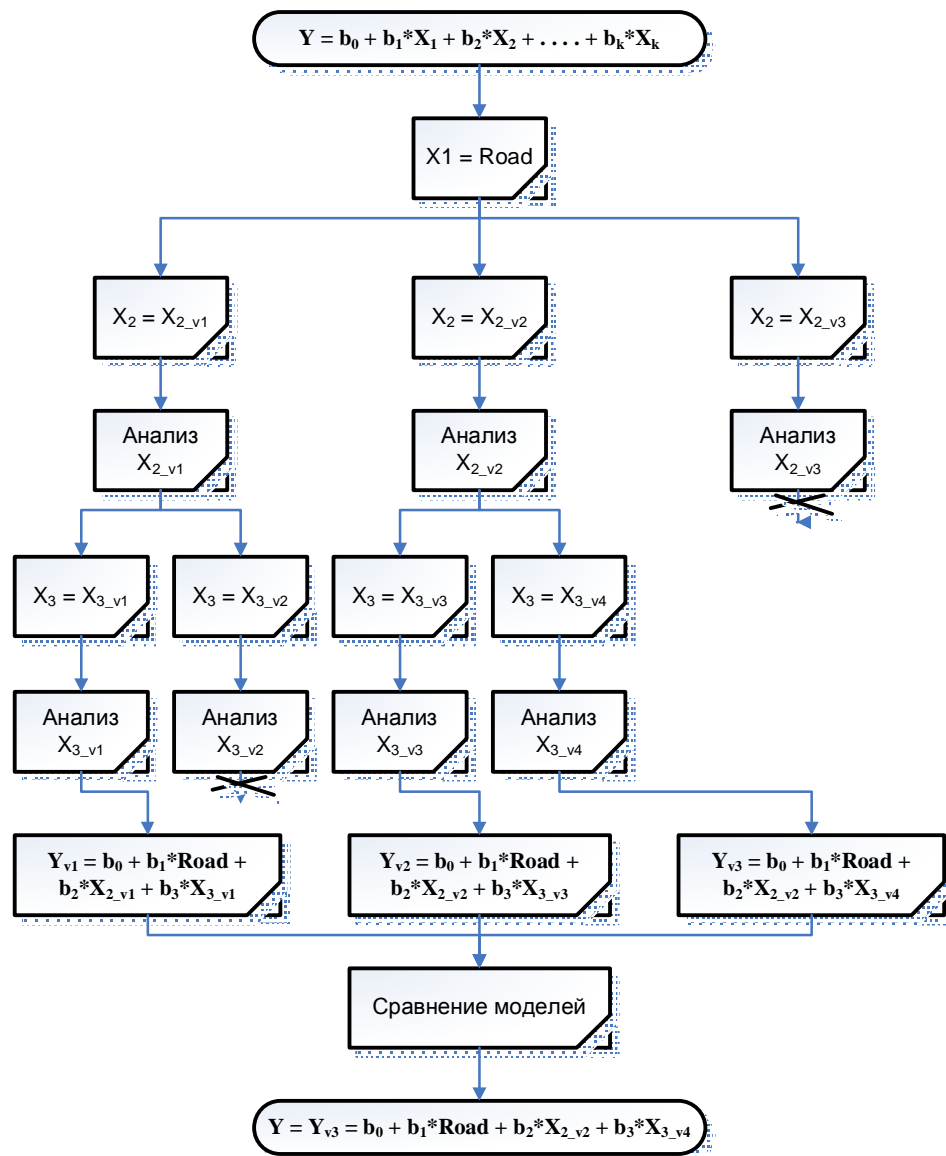 Y = b₀ + b₁*X₁ + b₂*X₂ + . . . . + bₖ*Xₖ
X1 = Road
X₂ = X₂_ᵥ₁
X₂ = X₂_ᵥ₂
X₂ = X₂_ᵥ₃
Анализ
X₂_ᵥ₁
Анализ
X₂_ᵥ₂
Анализ
X₂_ᵥ₃
X₃ = X₃_ᵥ₁
X₃ = X₃_ᵥ₂
X₃ = X₃_ᵥ₃
X₃ = X₃_ᵥ₄
Анализ
X₃_ᵥ₁
Анализ
X₃_ᵥ₂
Анализ
X₃_ᵥ₃
Анализ
X₃_ᵥ₄
Yᵥ₁ = b₀ + b₁*Road +
b₂*X₂_ᵥ₁ + b₃*X₃_ᵥ₁
Yᵥ₂ = b₀ + b₁*Road +
b₂*X₂_ᵥ₂ + b₃*X₃_ᵥ₃
Yᵥ₃ = b₀ + b₁*Road +
b₂*X₂_ᵥ₂ + b₃*X₃_ᵥ₄
Сравнение моделей
Y = Yᵥ₃ = b₀ + b₁*Road + b₂*X₂_ᵥ₂ + b₃*X₃_ᵥ₄